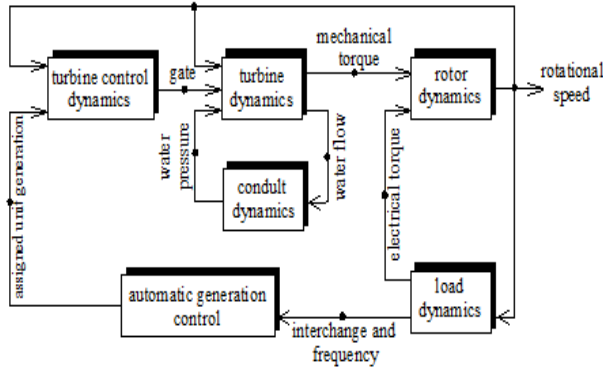 mechanical
torque
turbine control
dynamics
gate
turbine
dynamics
rotor
dynamics
rotational
speed
water
pressure
water flow
condult
dynamics
electrical torque
assigned unit generation
automatic generation
control
load
dynamics
interchange and
frequency